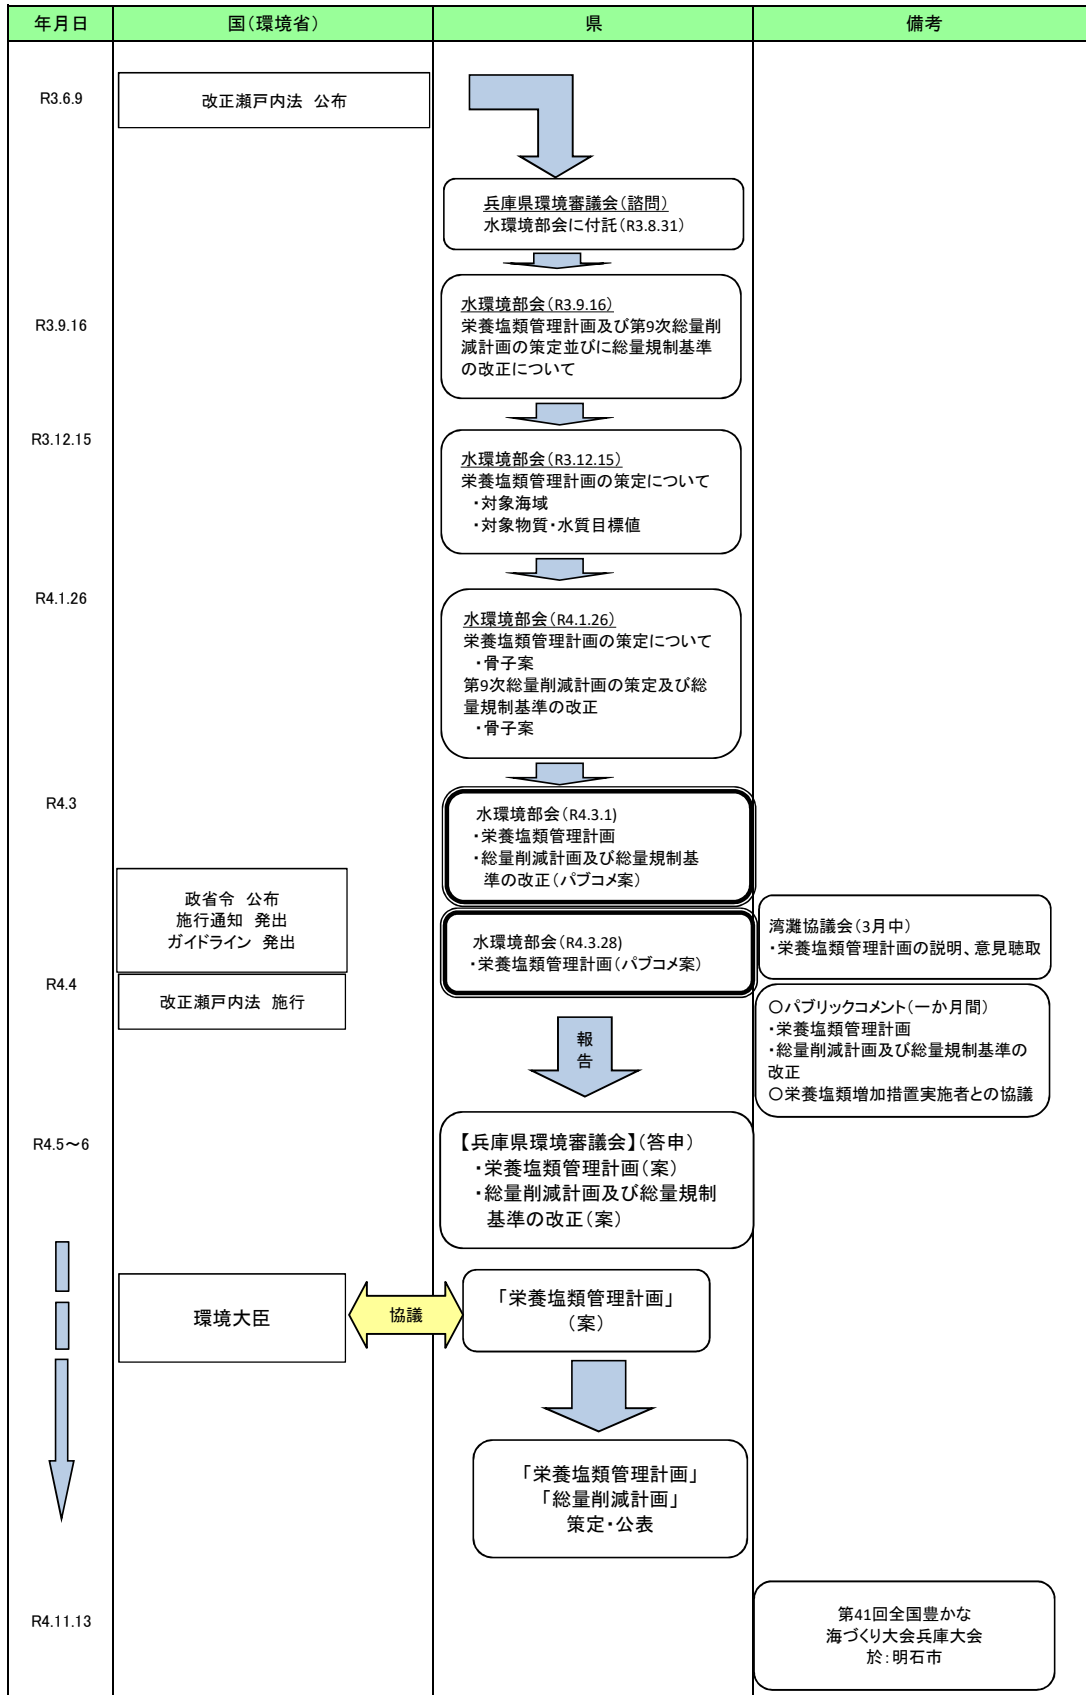 年月日 国(環境省) 県 備考
R3.6.9
改正瀬戸内法 公布
兵庫県環境審議会(諮問)
水環境部会に付託(R3.8.31)
R3.9.16
水環境部会(R3.9.16)
栄養塩類管理計画及び第9次総量削
減計画の策定並びに総量規制基準
の改正について
R3.12.15
水環境部会(R3.12.15)
栄養塩類管理計画の策定について
・対象海域
・対象物質・水質目標値
R4.1.26
水環境部会(R4.1.26)
栄養塩類管理計画の策定について
・骨子案
第9次総量削減計画の策定及び総
量規制基準の改正
・骨子案
R4.3
水環境部会(R4.3.1)
・栄養塩類管理計画
・総量削減計画及び総量規制基
準の改正(パブコメ案)
政省令 公布
施行通知 発出
ガイドライン 発出
水環境部会(R4.3.28)
・栄養塩類管理計画(パブコメ案)
湾灘協議会(3月中)
・栄養塩類管理計画の説明、意見聴取
R4.4
改正瀬戸内法 施行
○パブリックコメント(一か月間)
・栄養塩類管理計画
・総量削減計画及び総量規制基準の
改正
○栄養塩類増加措置実施者との協議
報
告
R4.5~6
【兵庫県環境審議会】(答申)
・栄養塩類管理計画(案)
・総量削減計画及び総量規制
基準の改正(案)
環境大臣
協議
「栄養塩類管理計画」
(案)
「栄養塩類管理計画」
「総量削減計画」
策定・公表
R4.11.13
第41回全国豊かな
海づくり大会兵庫大会
於:明石市